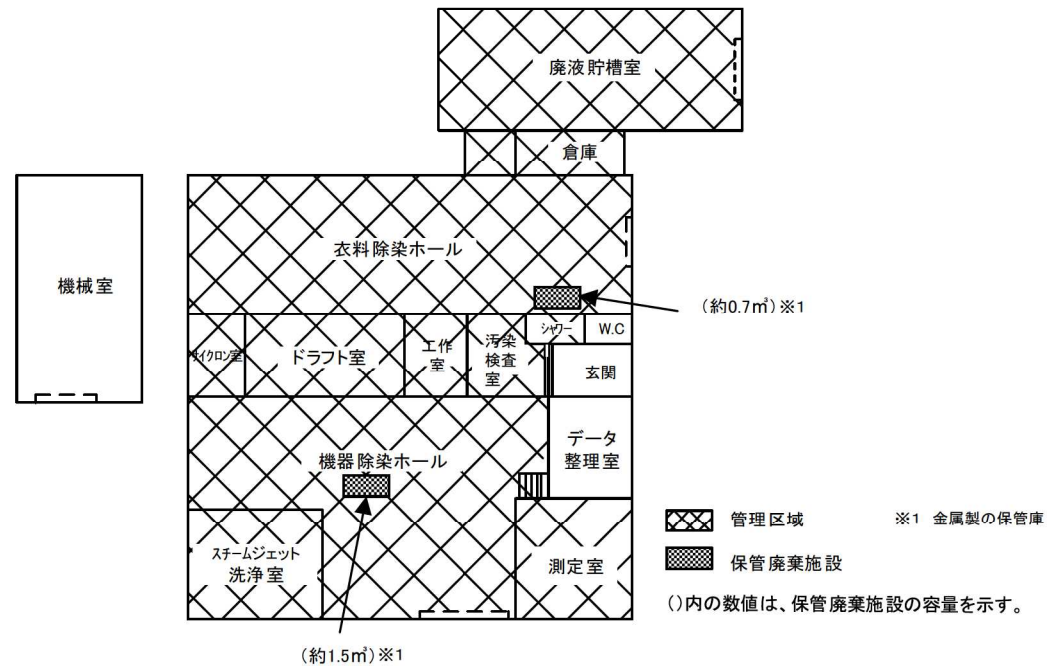 廃液貯槽室
倉庫
衣料除染ホール
機械室
(約0.7㎥)※1
シャワー
W.C
サイクロン室
ドラフト室
工作
室
汚染
検査
室
玄関
データ
整理室
機器除染ホール
スチームジェット
洗浄室
測定室
管理区域
※1 金属製の保管庫
保管廃棄施設
()内の数値は、保管廃棄施設の容量を示す。
(約1.5㎥)※1